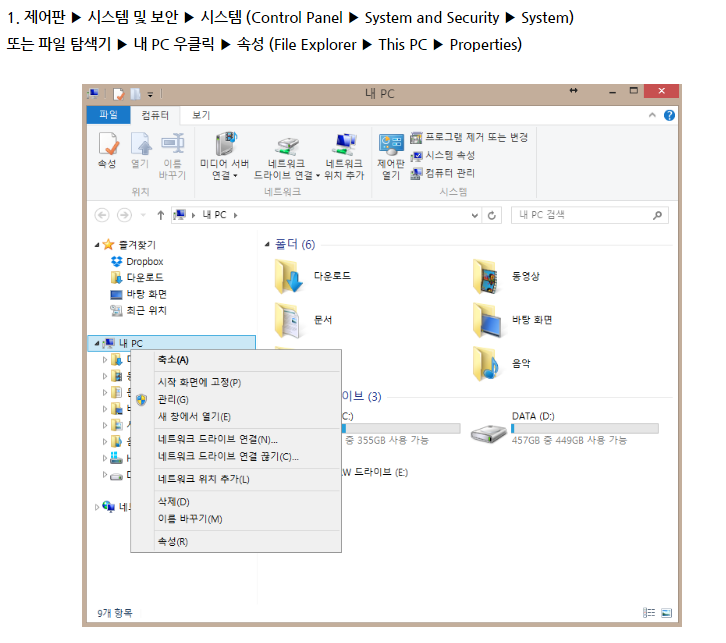 1. 제어판 ▶ 시스템 및 보안 ▶ 시스템 (Control Panel ▶ System and Security ▶ System)
또는 파일 탐색기 ▶ 내 PC 우클릭 ▶ 속성 (File Explorer ▶ This PC ▶ Properties)
내 PC
파일 컴퓨터 보기
속성 열기 이름 바꾸기
미디어 서버 연결 네트워크 드라이브 연결 네트워크 위치 추가
제어판 열기
프로그램 제거 또는 변경
시스템 속성
컴퓨터 관리
위치 네트워크 시스템
내 PC
내 PC 검색
즐겨찾기
Dropbox
다운로드
바탕 화면
최근 위치
내 PC
폴더 (6)
다운로드
동영상
문서
바탕 화면
음악
축소(A)
시작 화면에 고정(P)
관리(G)
새 창에서 열기(E)
네트워크 드라이브 연결(N)...
네트워크 드라이브 연결 끊기(C)...
네트워크 위치 추가(L)
삭제(D)
이름 바꾸기(M)
속성(R)
이브 (3)
C:)
중 355GB 사용 가능
DATA (D:)
457GB 중 449GB 사용 가능
W 드라이브 (E:)
9개 항목